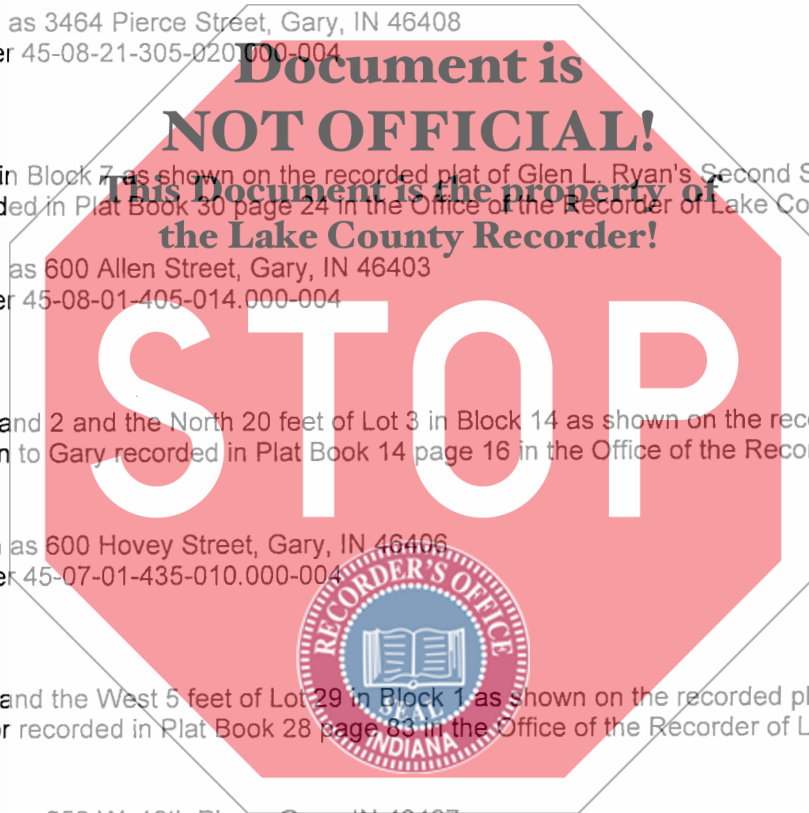 as 3464 Pierce Street, Gary, IN 46408
er 45-08-21-305-020.000-004
Document is
NOT OFFICIAL!
in Block 7 as shown on the recorded plat of Glen L. Ryan's Second S
This Document is the property of
ded in Plat Book 30 page 24 in the Office of the Recorder of Lake Co
the Lake County Recorder!
as 600 Allen Street, Gary, IN 46403
er 45-08-01-405-014.000-004
STOP
and 2 and the North 20 feet of Lot 3 in Block 14 as shown on the reco
n to Gary recorded in Plat Book 14 page 16 in the Office of the Recor
as 600 Hovey Street, Gary, IN 46406
er 45-07-01-435-010.000-004
RECORDER'S OFFICE
and the West 5 feet of Lot 29 in Block 1 as shown on the recorded pl
SEAL
r recorded in Plat Book 28 page 83 in the Office of the Recorder of L
INDIANA